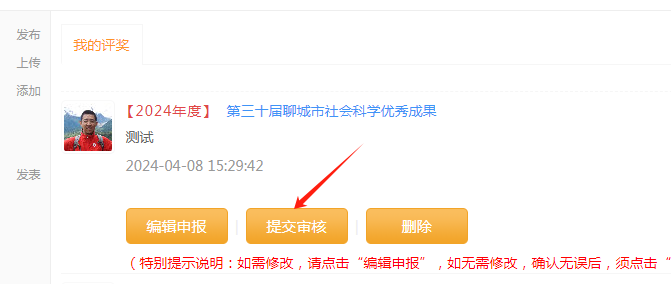 发布
上传
添加
发表
我的评奖
【2024年度】 第三十届聊城市社会科学优秀成果
测试
2024-04-08 15:29:42
编辑申报 | 提交审核 | 删除
（特别提示说明：如需修改，请点击“编辑申报”，如无需修改，确认无误后，须点击“